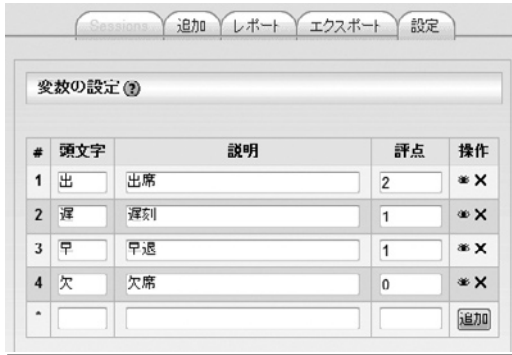 Sessions 追加 レポート エクスポート 設定
変数の設定 ?
# 頭文字 説明 評点 操作
1 出 出席 2
2 遅 遅刻 1
3 早 早退 1
4 欠 欠席 0
* 追加